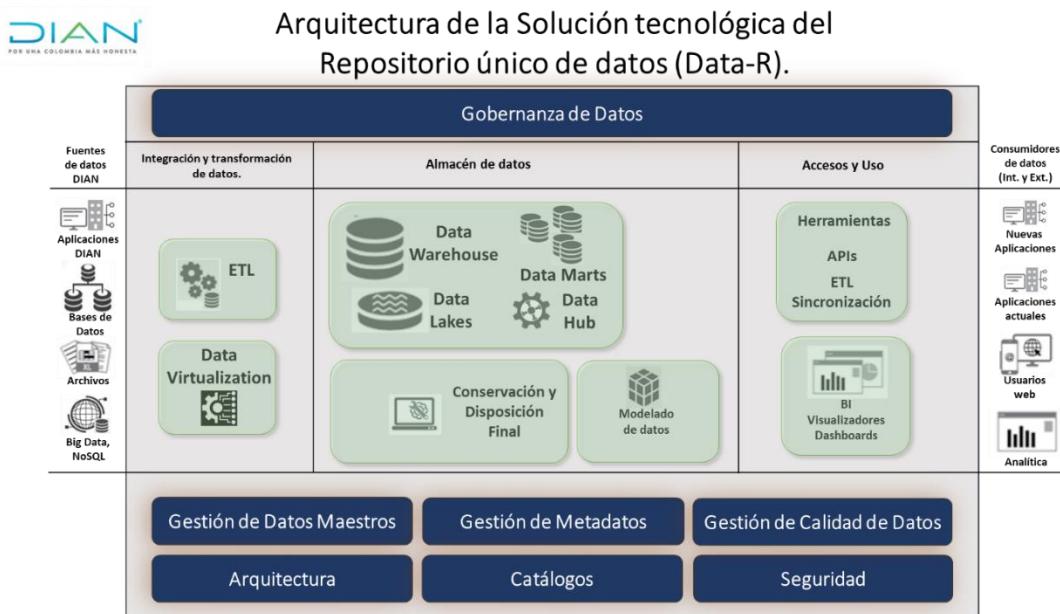 DIAN
POR UNA COLOMBIA MÁS HONESTA
Arquitectura de la Solución tecnológica del
Repositorio único de datos (Data-R).
Gobernanza de Datos
Fuentes
de datos
DIAN
Integración y transformación
de datos.
Almacén de datos
Accesos y Uso
Consumidores
de datos
(Int. y Ext.)
Aplicaciones
DIAN
Bases de
Datos
Archivos
Big Data,
NoSQL
ETL
Data
Virtualization
Data
Warehouse
Data Marts
Data
Lakes
Data
Hub
Conservación y
Disposición
Final
Modelado
de datos
Herramientas
APIs
ETL
Sincronización
BI
Visualizadores
Dashboards
Nuevas
Aplicaciones
Aplicaciones
actuales
Usuarios
web
Analítica
Gestión de Datos Maestros
Gestión de Metadatos
Gestión de Calidad de Datos
Arquitectura
Catálogos
Seguridad